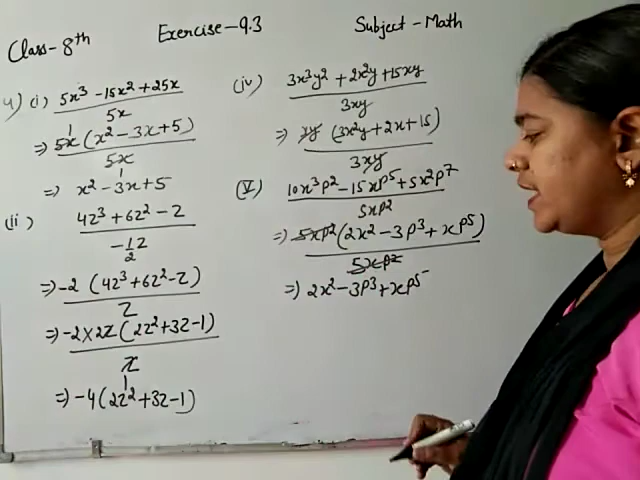 Class-8th Exercise-9.3 Subject-Math
4) (i) 5x³ -15x² +25x
5x
⇒ 5x (x² -3x+5)
5x
⇒ x² -3x+5
(ii) 4z³ +6z² -z
-1/2 z
⇒ -2 (4z³ +6z² -z)
z
⇒ -2×2z (2z² +3z-1)
z
⇒ -4(2z² +3z-1)
(iv) 3x³y² +2x²y +15xy
3xy
⇒ xy (3x²y +2x +15)
3xy
(V) 10x³p² -15xp⁵ +5x²p⁷
5xp²
⇒) 5xp² (2x² -3p³ +xp⁵)
5xp²
⇒) 2x² -3p³ +xp⁵